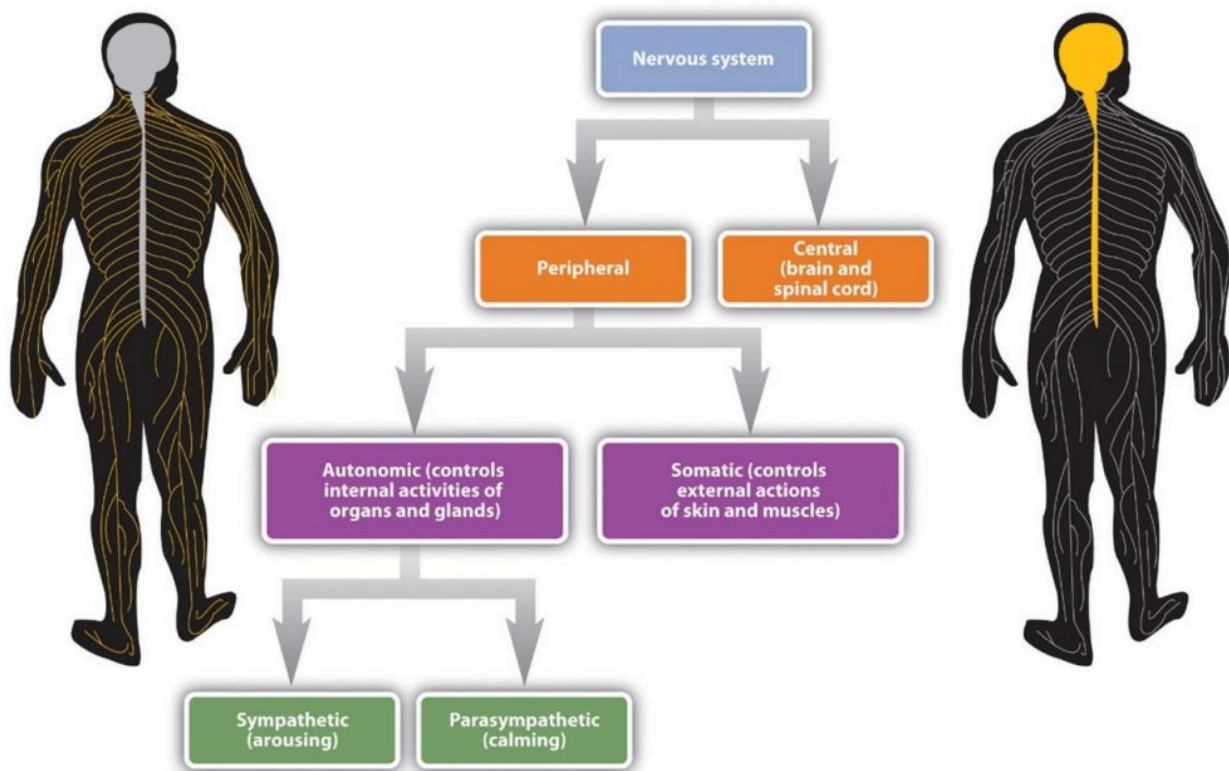 Nervous system
Peripheral
Central
(brain and
spinal cord)
Autonomic (controls
internal activities of
organs and glands)
Somatic (controls
external actions
of skin and muscles)
Sympathetic
(arousing)
Parasympathetic
(calming)